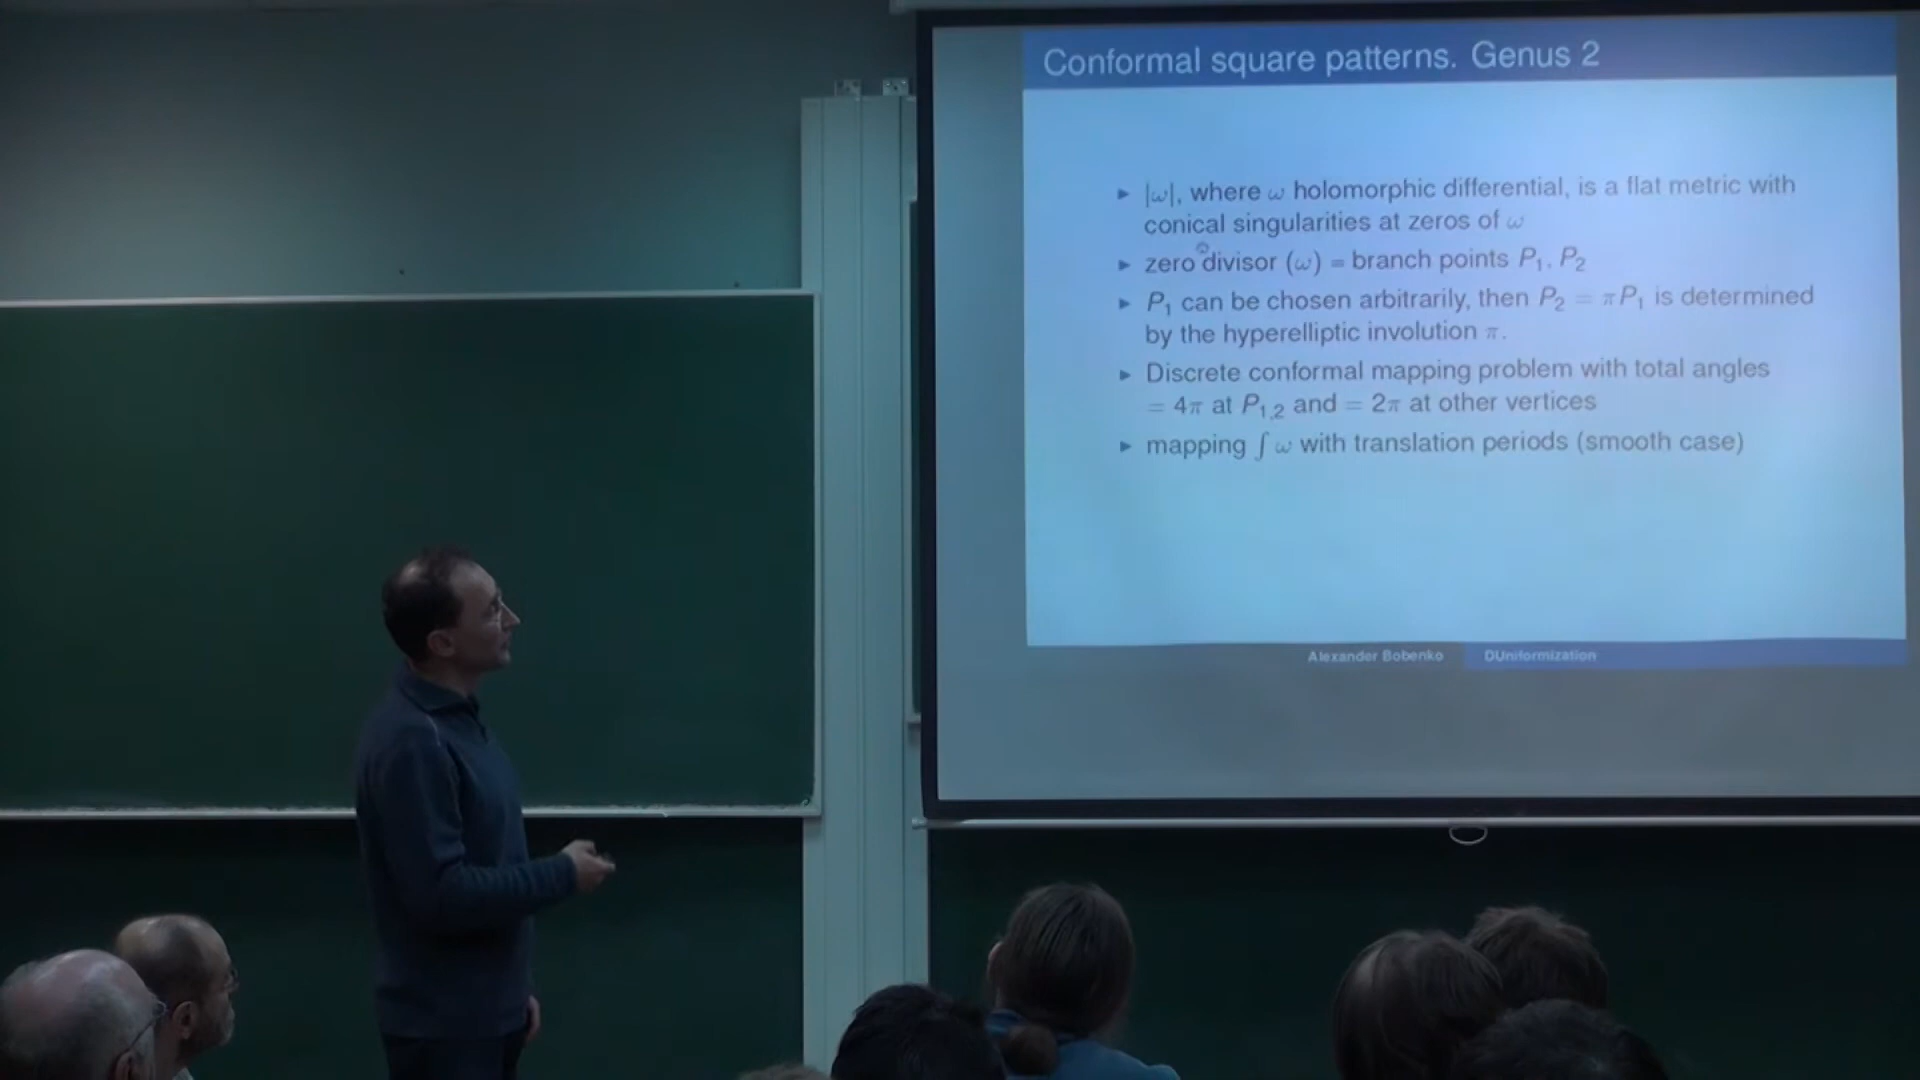 Conformal square patterns. Genus 2
▸ |ω|, where ω holomorphic differential, is a flat metric with
conical singularities at zeros of ω
▸ zero divisor (ω) = branch points P₁, P₂
▸ P₁ can be chosen arbitrarily, then P₂ = πP₁ is determined
by the hyperelliptic involution π.
▸ Discrete conformal mapping problem with total angles
= 4π at P₁,₂ and = 2π at other vertices
▸ mapping ∫ ω with translation periods (smooth case)
Alexander Bobenko DUniformization